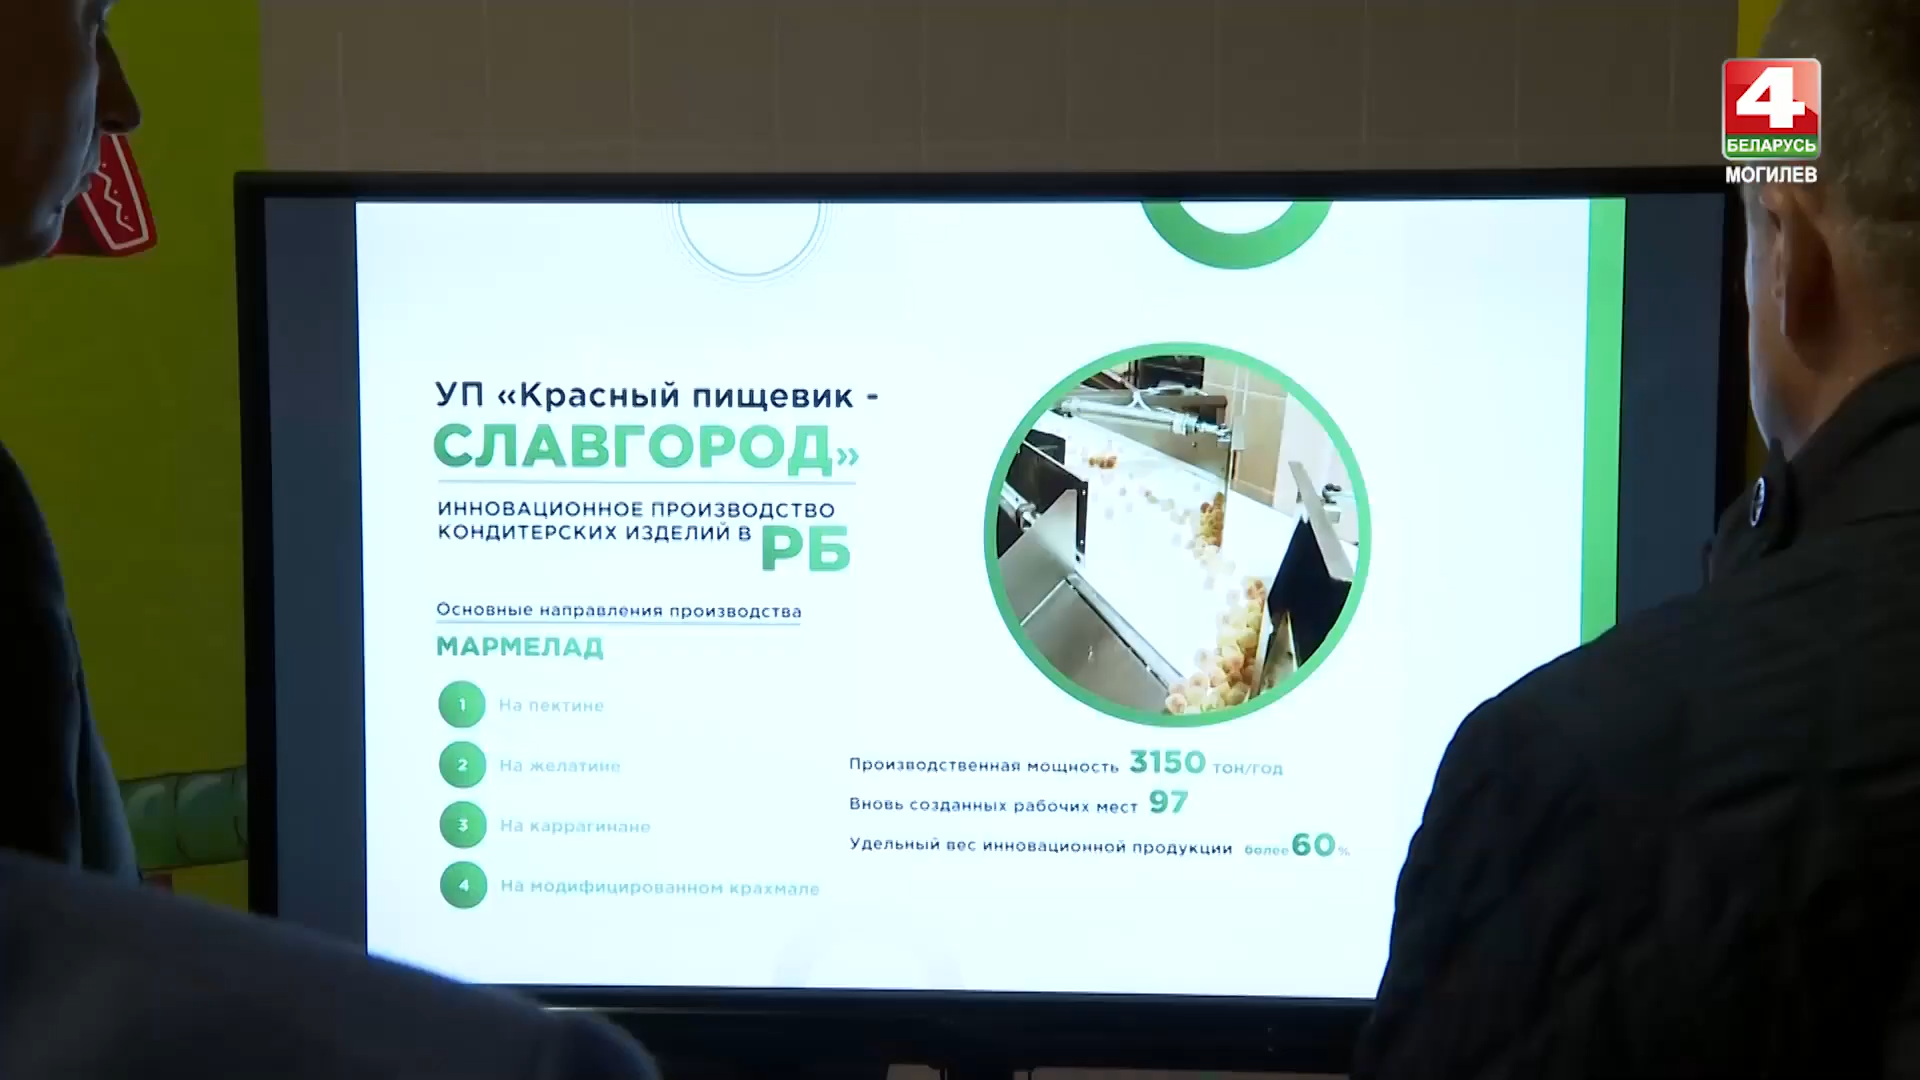 4
БЕЛАРУСЬ
МОГИЛЕВ
УП «Красный пищевик -
СЛАВГОРОД»
ИННОВАЦИОННОЕ ПРОИЗВОДСТВО
КОНДИТЕРСКИХ ИЗДЕЛИЙ В РБ
Основные направления производства
МАРМЕЛАД
1 На пектине
2 На желатине
3 На каррагинане
4 На модифицированном крахмале
Производственная мощность 3150 тон/год
Вновь созданных рабочих мест 97
Удельный вес инновационной продукции более 60 %